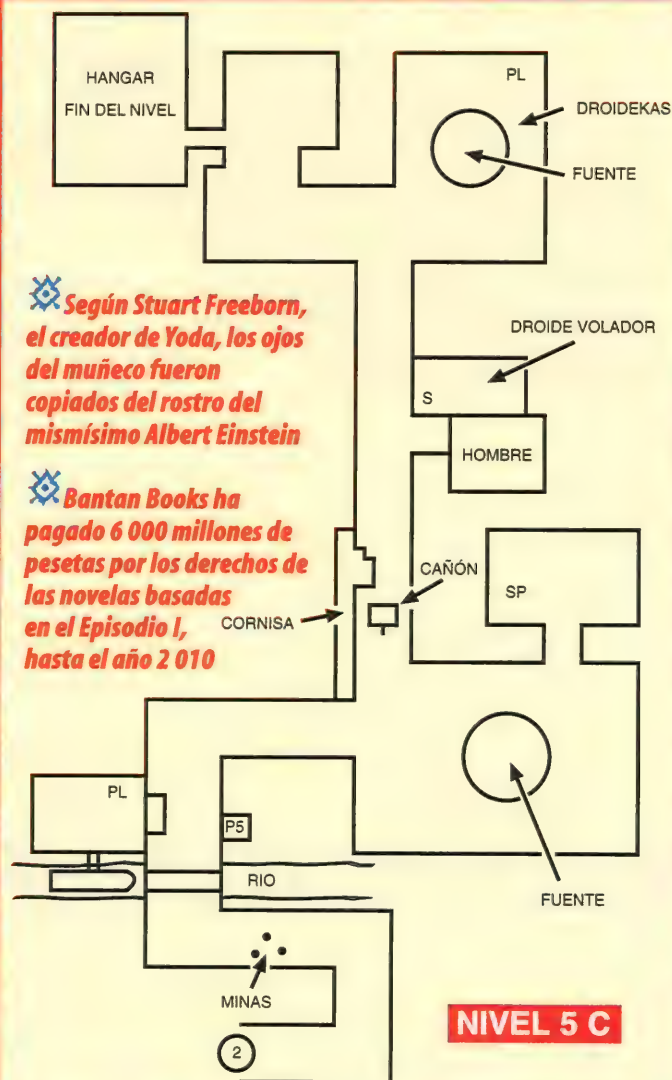 HANGAR
FIN DEL NIVEL
PL
DROIDEKAS
FUENTE
Según Stuart Freeborn,
el creador de Yoda, los ojos
del muñeco fueron
copiados del rostro del
mismísimo Albert Einstein
DROIDE VOLADOR
S
HOMBRE
Bantan Books ha
pagado 6 000 millones de
pesetas por los derechos de
las novelas basadas
en el Episodio I,
hasta el año 2 010
CORNISA
CAÑÓN
SP
PL
P5
RIO
FUENTE
MINAS
2
NIVEL 5 C